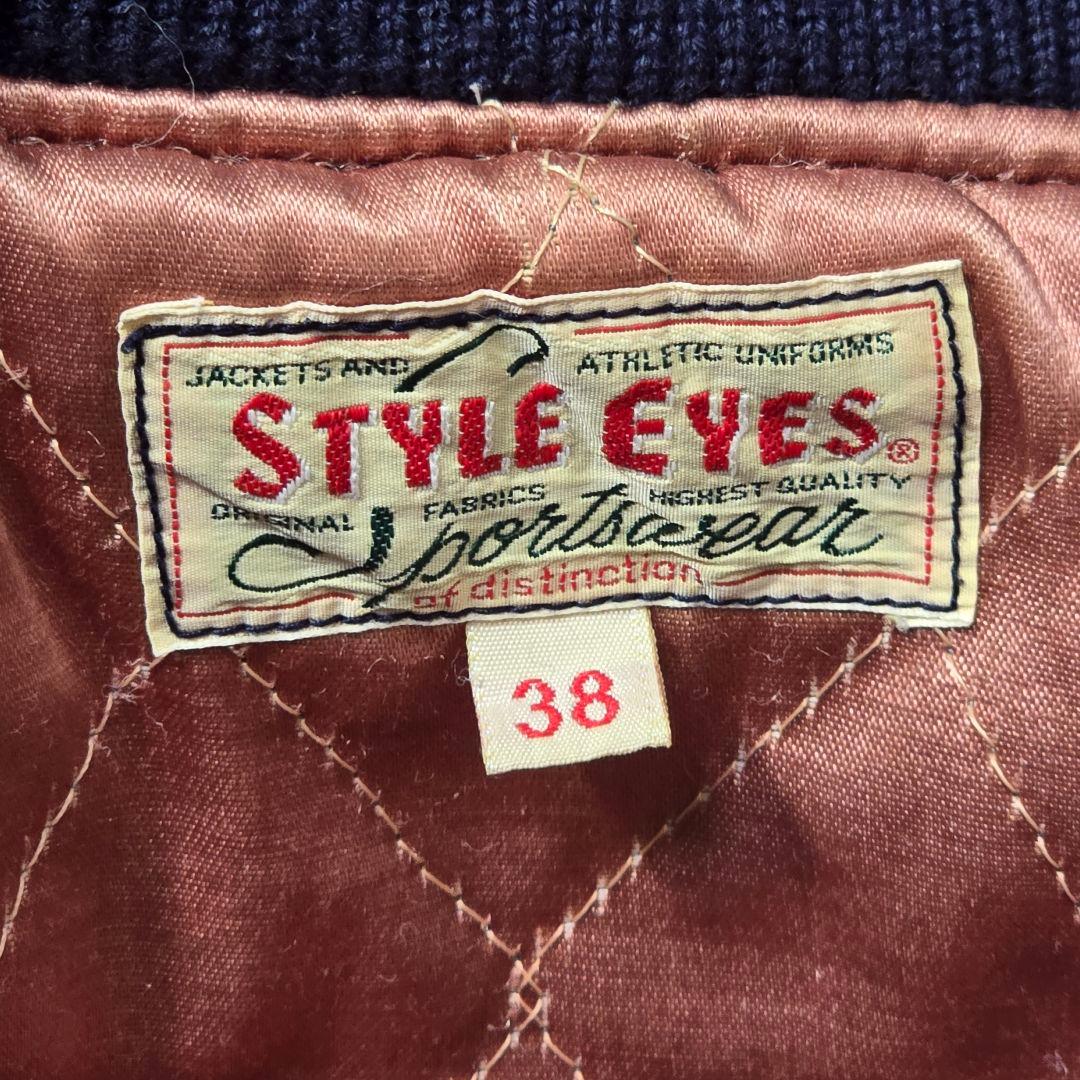 JACKETS AND ATHLETIC UNIFORMS
STYLE EYES®
ORIGINAL FABRICS HIGHEST QUALITY
Sportswear
of distinction
38